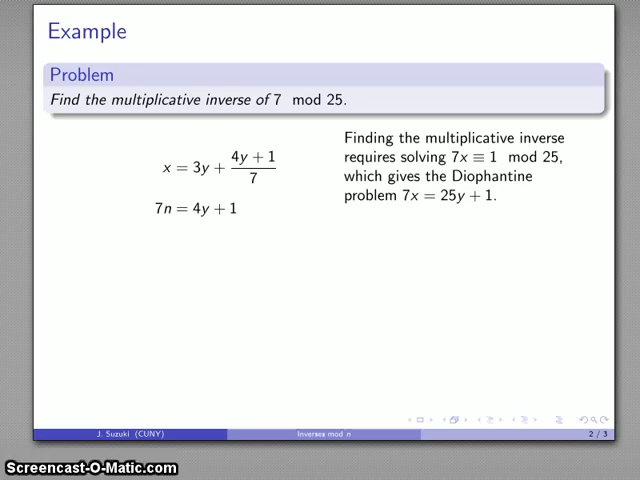 Example
Problem
Find the multiplicative inverse of 7 mod 25.
x = 3y + (4y + 1)/7
7n = 4y + 1
Finding the multiplicative inverse
requires solving 7x ≡ 1 mod 25,
which gives the Diophantine
problem 7x = 25y + 1.
J. Suzuki (CUNY)
Inverses mod n
2 / 3
Screencast-O-Matic.com